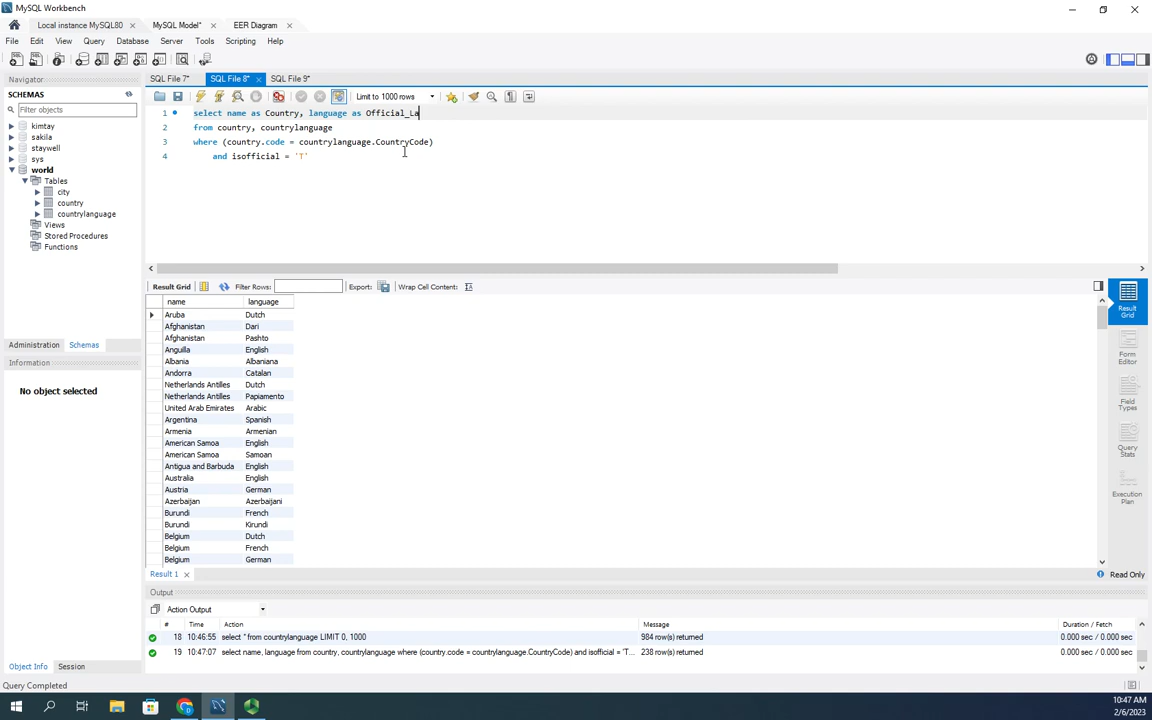 MySQL Workbench
Local instance MySQL80
MySQL Model*
EER Diagram
File Edit View Query Database Server Tools Scripting Help
Navigator
SQL File 7*
SQL File 8*
SQL File 9*
SCHEMAS
Limit to 1000 rows
Filter objects
kimtay
sakila
staywell
sys
world
Tables
city
country
countrylanguage
Views
Stored Procedures
Functions
1 select name as Country, language as Official_La
2 from country, countrylanguage
3 where (country.code = countrylanguage.CountryCode)
4 and isofficial = 'T'
Result Grid
Filter Rows:
Export:
Wrap Cell Content:
name language
Aruba Dutch
Afghanistan Dari
Afghanistan Pashto
Anguilla English
Albania Albaniana
Andorra Catalan
Netherlands Antilles Dutch
Netherlands Antilles Papiamento
United Arab Emirates Arabic
Argentina Spanish
Armenia Armenian
American Samoa English
American Samoa Samoan
Antigua and Barbuda English
Australia English
Austria German
Azerbaijan Azerbaijani
Burundi French
Burundi Kirundi
Belgium Dutch
Belgium French
Belgium German
Result Grid
Form Editor
Field Types
Query Stats
Execution Plan
Administration Schemas
Information
No object selected
Result 1
Read Only
Output
Action Output
# Time Action Message Duration / Fetch
18 10:46:55 select * from countrylanguage LIMIT 0, 1000 984 row(s) returned 0.000 sec / 0.000 sec
19 10:47:07 select name, language from country, countrylanguage where (country.code = countrylanguage.CountryCode) and isofficial = 'T... 238 row(s) returned 0.000 sec / 0.000 sec
Object Info Session
Query Completed
10:47 AM
2/6/2023